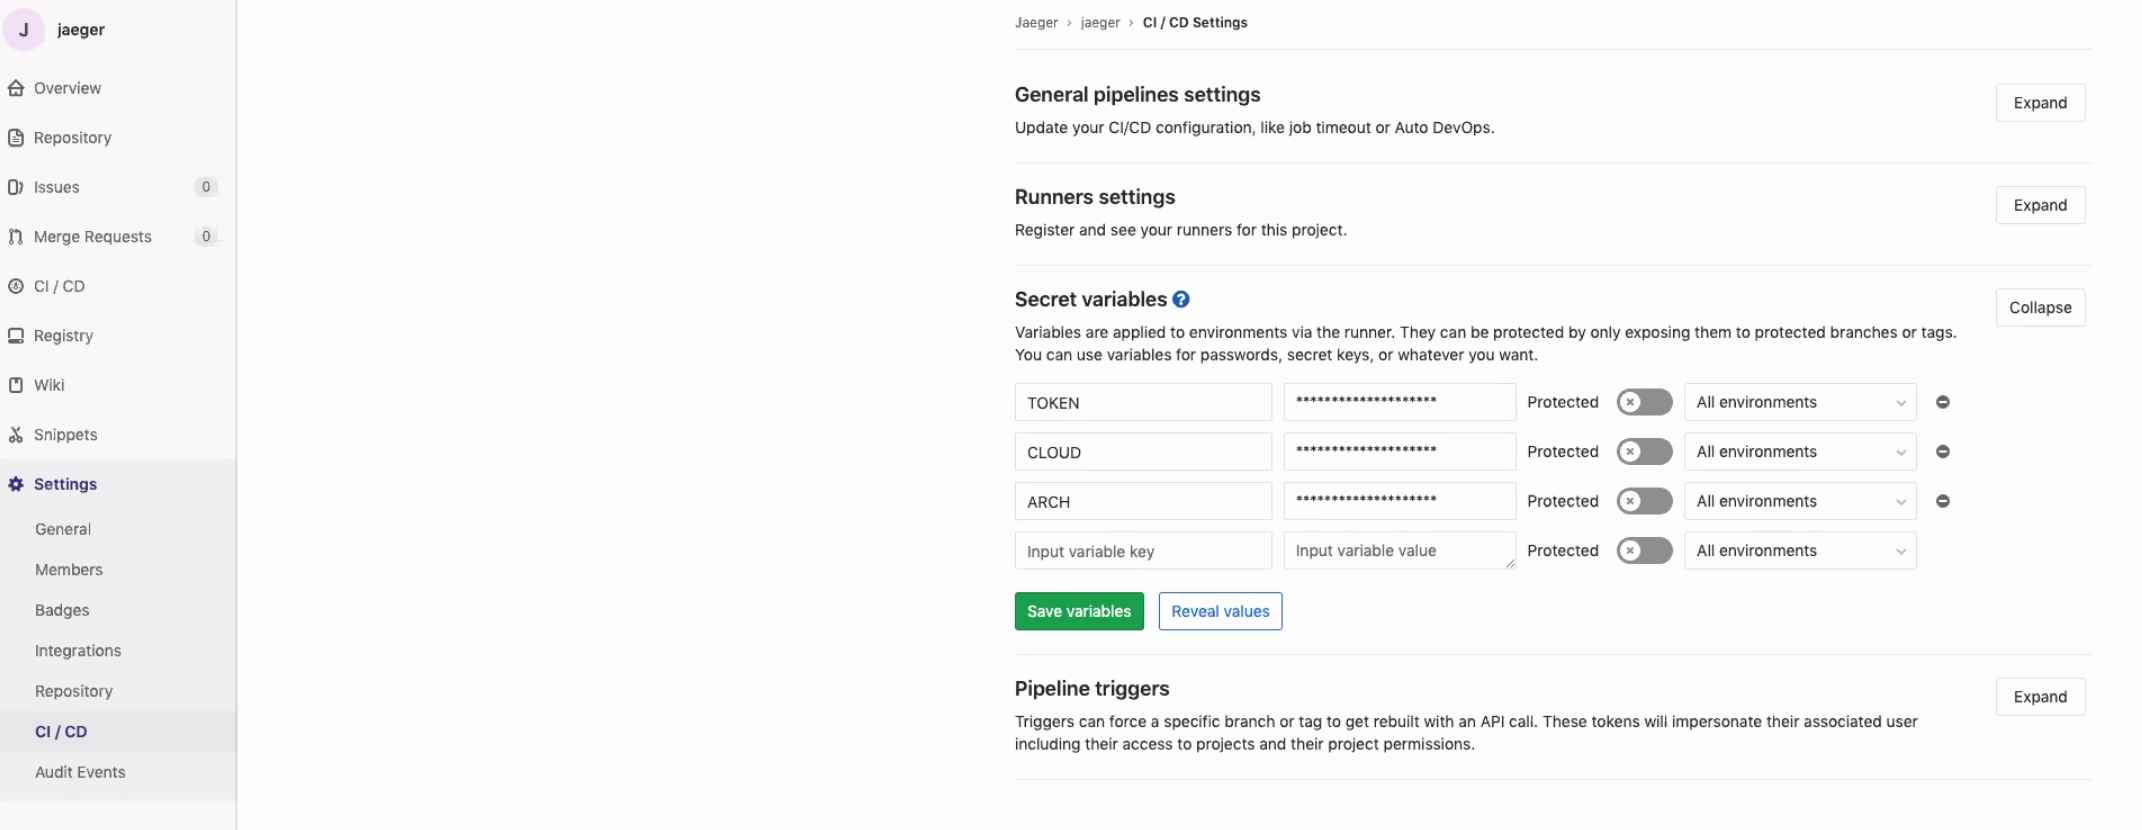 J jaeger
Overview
Repository
Issues 0
Merge Requests 0
CI / CD
Registry
Wiki
Snippets
Settings
General
Members
Badges
Integrations
Repository
CI / CD
Audit Events
Jaeger › jaeger › CI / CD Settings
General pipelines settings
Expand
Update your CI/CD configuration, like job timeout or Auto DevOps.
Runners settings
Expand
Register and see your runners for this project.
Secret variables ?
Collapse
Variables are applied to environments via the runner. They can be protected by only exposing them to protected branches or tags.
You can use variables for passwords, secret keys, or whatever you want.
TOKEN ******************** Protected All environments
CLOUD ******************** Protected All environments
ARCH ******************** Protected All environments
Input variable key Input variable value Protected All environments
Save variables Reveal values
Pipeline triggers
Expand
Triggers can force a specific branch or tag to get rebuilt with an API call. These tokens will impersonate their associated user
including their access to projects and their project permissions.